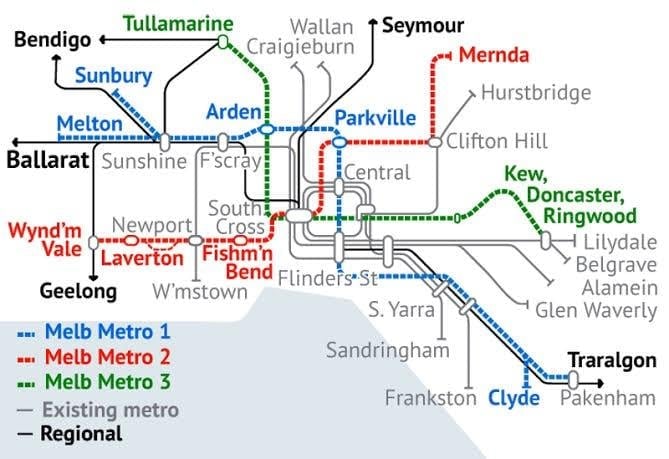 Tullamarine
Wallan
Craigieburn
Seymour
Bendigo
Mernda
Sunbury
Hurstbridge
Arden
Parkville
Melton
Clifton Hill
Ballarat
Sunshine
F'scray
Central
Kew,
Doncaster,
Ringwood
South
Cross
Wynd'm
Vale
Newport
Laverton
Fishm'n
Bend
Lilydale
Belgrave
Flinders St
Alamein
Geelong
W'mstown
Glen Waverly
S. Yarra
Melb Metro 1
Melb Metro 2
Melb Metro 3
Existing metro
Regional
Sandringham
Traralgon
Frankston
Clyde
Pakenham